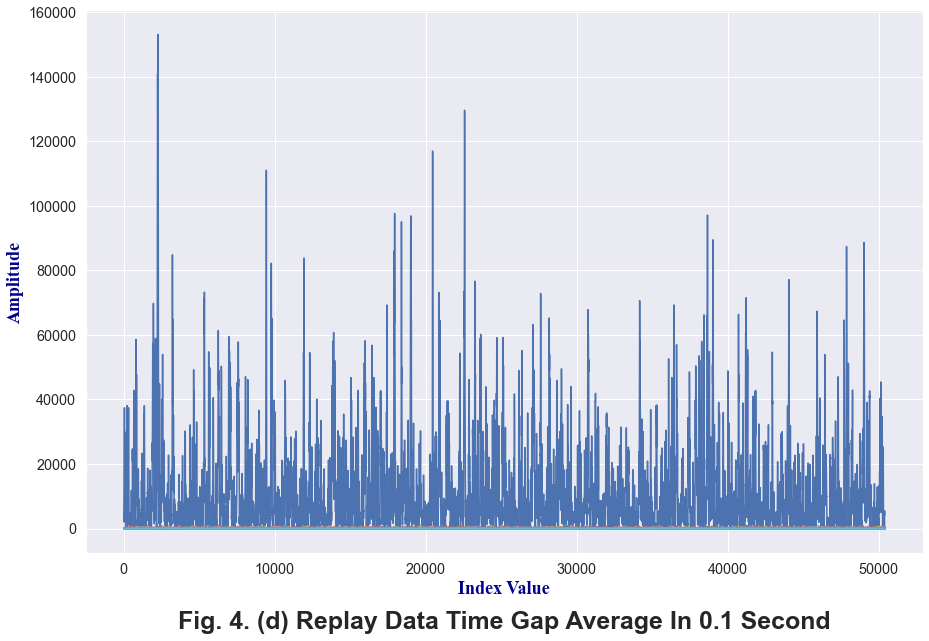 160000
140000
120000
100000
80000
60000
40000
20000
0
Amplitude
0 10000 20000 30000 40000 50000
Index Value
Fig. 4. (d) Replay Data Time Gap Average In 0.1 Second